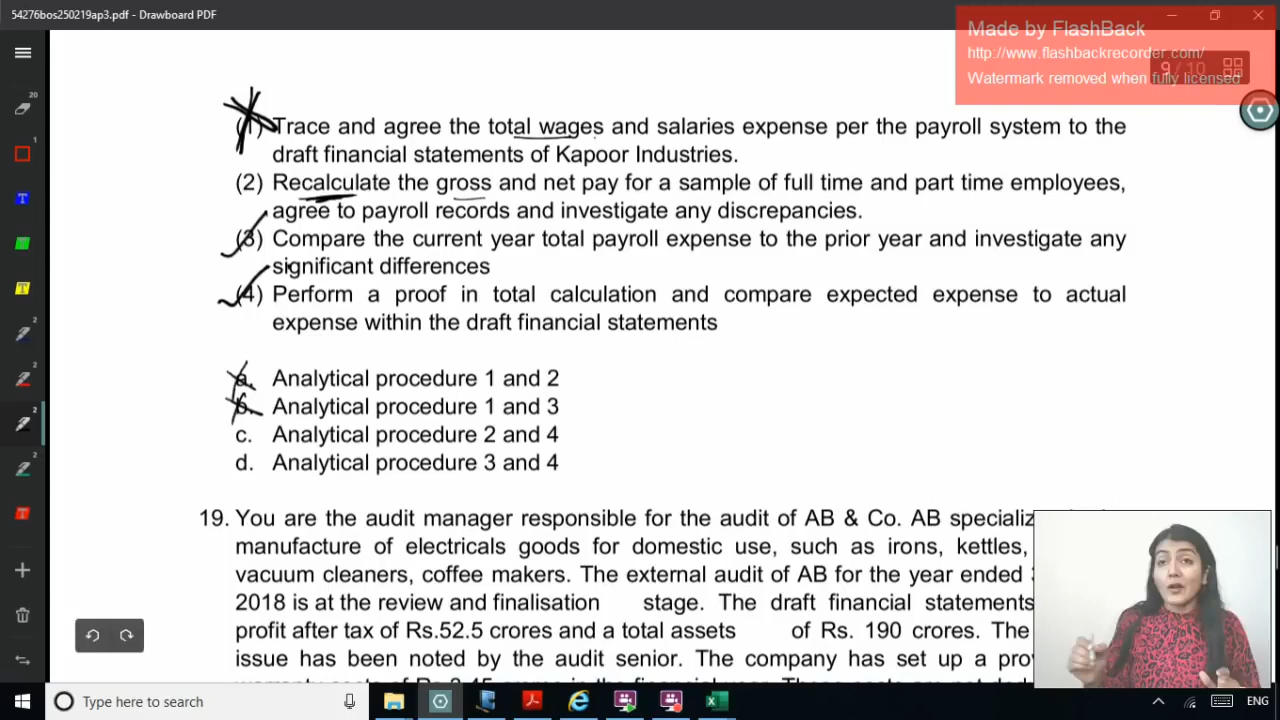 54276bos250219ap3.pdf - Drawboard PDF
Made by FlashBack
http://www.flashbackrecorder.com/
Watermark removed when fully licensed
9 / 10
(1) Trace and agree the total wages and salaries expense per the payroll system to the
draft financial statements of Kapoor Industries.
(2) Recalculate the gross and net pay for a sample of full time and part time employees,
agree to payroll records and investigate any discrepancies.
(3) Compare the current year total payroll expense to the prior year and investigate any
significant differences
(4) Perform a proof in total calculation and compare expected expense to actual
expense within the draft financial statements
a. Analytical procedure 1 and 2
b. Analytical procedure 1 and 3
c. Analytical procedure 2 and 4
d. Analytical procedure 3 and 4
19. You are the audit manager responsible for the audit of AB & Co. AB specializ
manufacture of electricals goods for domestic use, such as irons, kettles,
vacuum cleaners, coffee makers. The external audit of AB for the year ended
2018 is at the review and finalisation stage. The draft financial statements
profit after tax of Rs.52.5 crores and a total assets of Rs. 190 crores. The
issue has been noted by the audit senior. The company has set up a pro
Type here to search
ENG